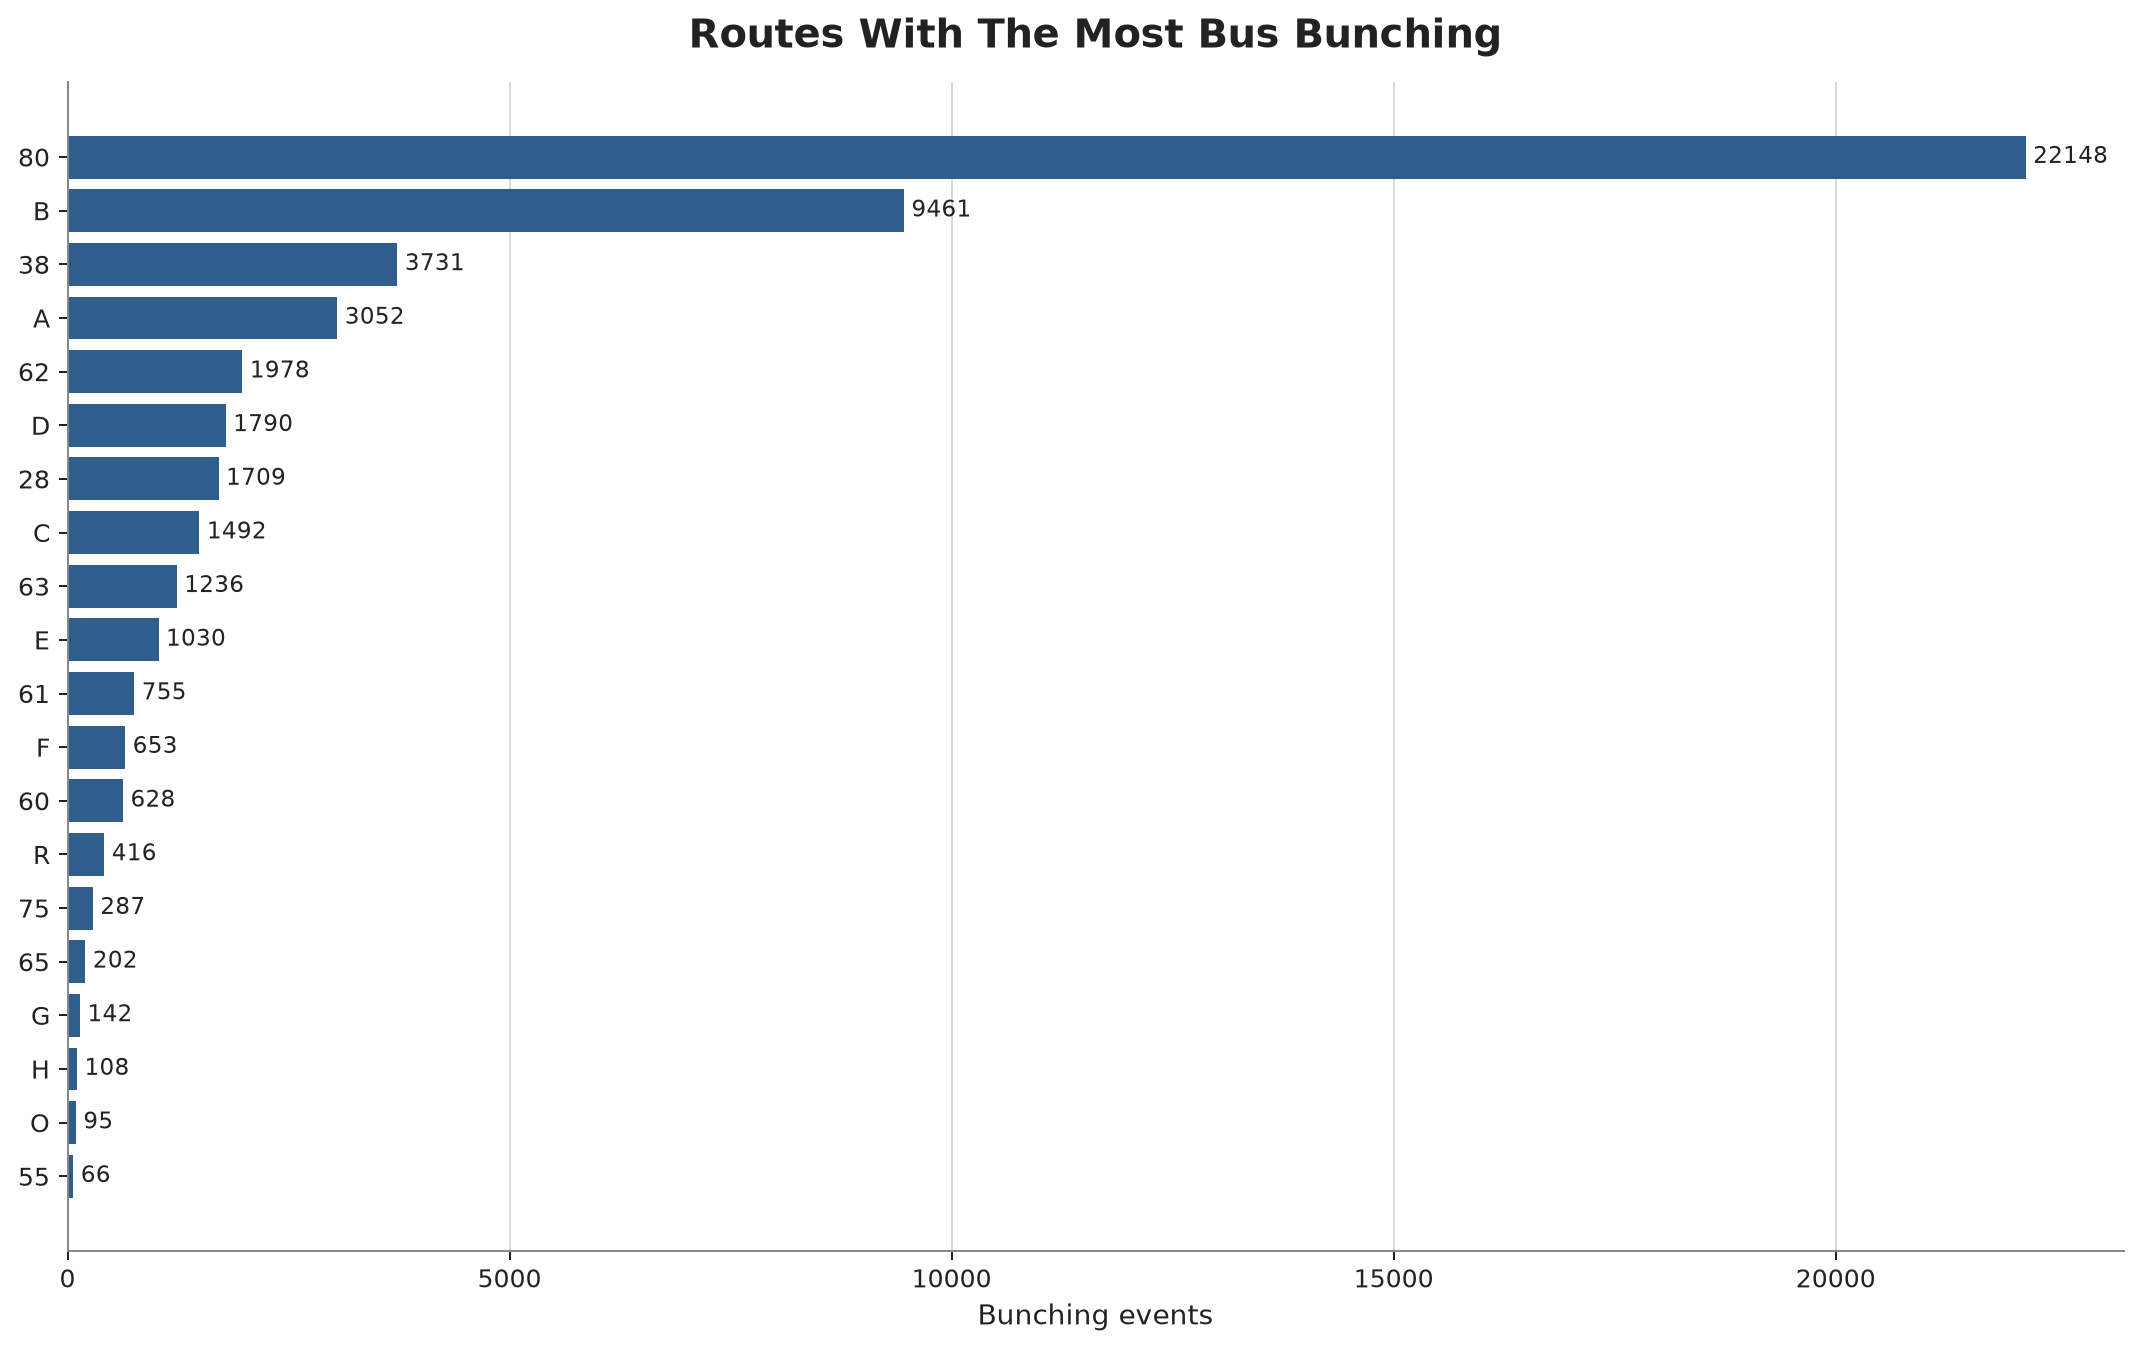 Routes With The Most Bus Bunching
80 22148
B 9461
38 3731
A 3052
62 1978
D 1790
28 1709
C 1492
63 1236
E 1030
61 755
F 653
60 628
R 416
75 287
65 202
G 142
H 108
O 95
55 66
0 5000 10000 15000 20000
Bunching events